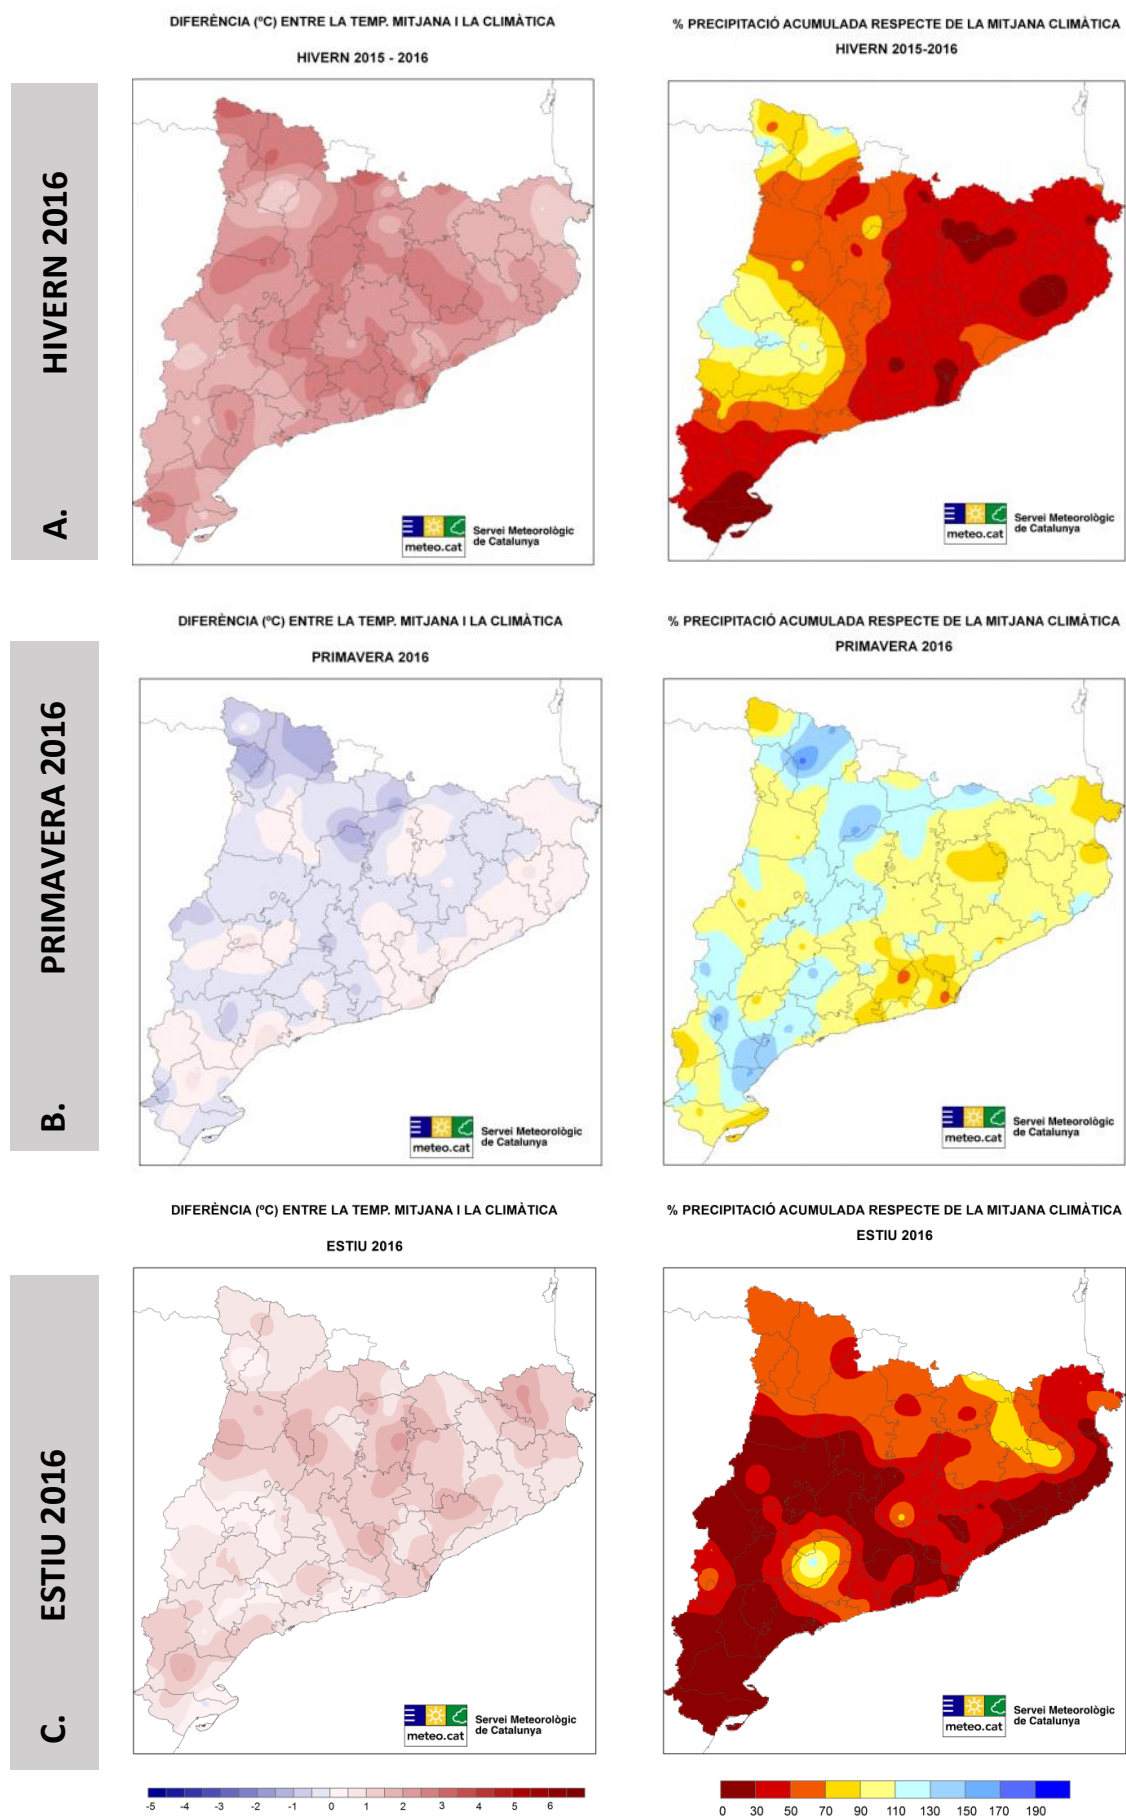 DIFERÈNCIA (ºC) ENTRE LA TEMP. MITJANA I LA CLIMÀTICA
HIVERN 2015 - 2016
% PRECIPITACIÓ ACUMULADA RESPECTE DE LA MITJANA CLIMÀTICA
HIVERN 2015-2016
A. HIVERN 2016
meteo.cat
Servei Meteorològic
de Catalunya
meteo.cat
Servei Meteorològic
de Catalunya
DIFERÈNCIA (ºC) ENTRE LA TEMP. MITJANA I LA CLIMÀTICA
PRIMAVERA 2016
% PRECIPITACIÓ ACUMULADA RESPECTE DE LA MITJANA CLIMÀTICA
PRIMAVERA 2016
B. PRIMAVERA 2016
meteo.cat
Servei Meteorològic
de Catalunya
meteo.cat
Servei Meteorològic
de Catalunya
DIFERÈNCIA (ºC) ENTRE LA TEMP. MITJANA I LA CLIMÀTICA
ESTIU 2016
% PRECIPITACIÓ ACUMULADA RESPECTE DE LA MITJANA CLIMÀTICA
ESTIU 2016
C. ESTIU 2016
meteo.cat
Servei Meteorològic
de Catalunya
meteo.cat
Servei Meteorològic
de Catalunya
-5 -4 -3 -2 -1 0 1 2 3 4 5 6
0 30 50 70 90 110 130 150 170 190